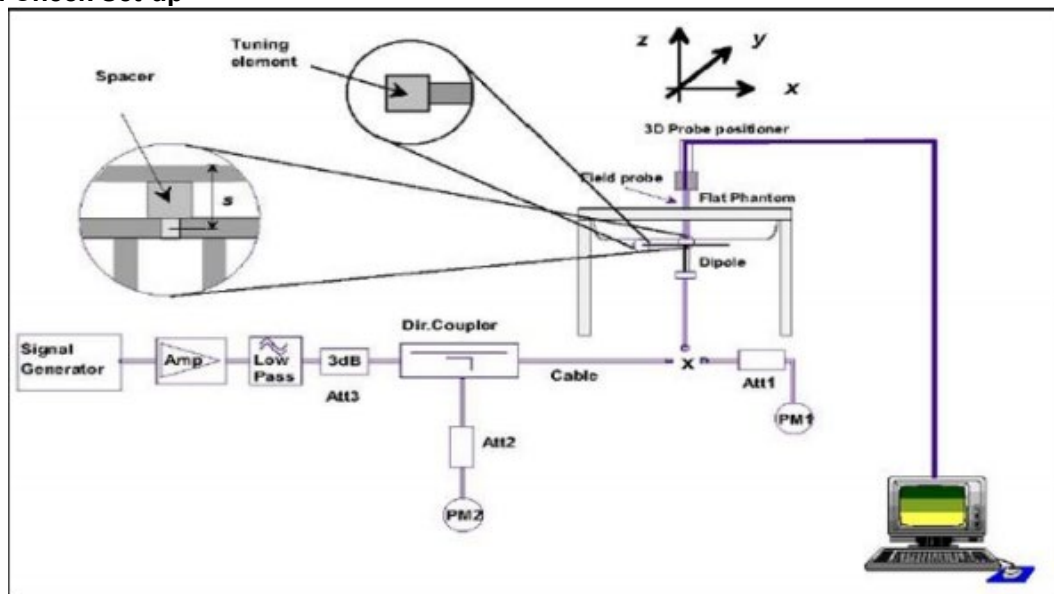 Tuning
element
Spacer
s
z
y
x
3D Probe positioner
Field probe
Flat Phantom
Dipole
Dir.Coupler
Signal
Generator
Amp
Low
Pass
3dB
Att3
Cable
x
Att1
PM1
Att2
PM2